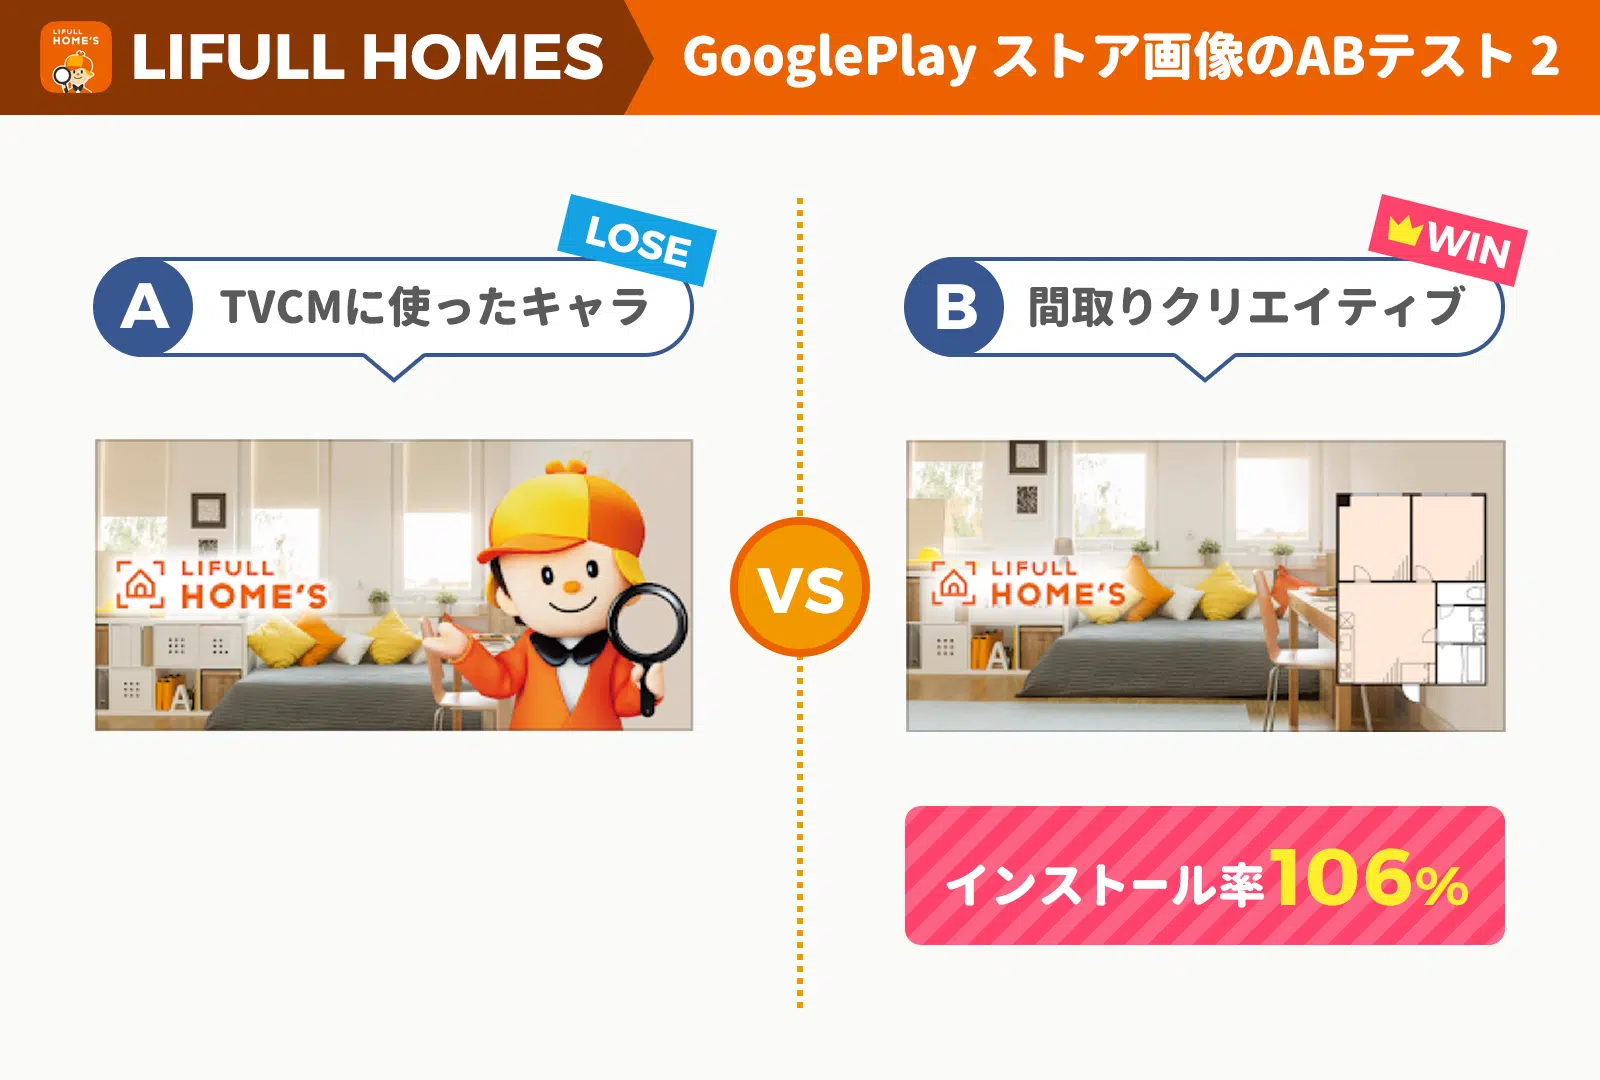 LIFULL
HOME'S
LIFULL HOMES
GooglePlay ストア画像のABテスト 2
LOSE
A
TVCMに使ったキャラ
WIN
B
間取りクリエイティブ
LIFULL
HOME'S
A
VS
LIFULL
HOME'S
A
インストール率106%